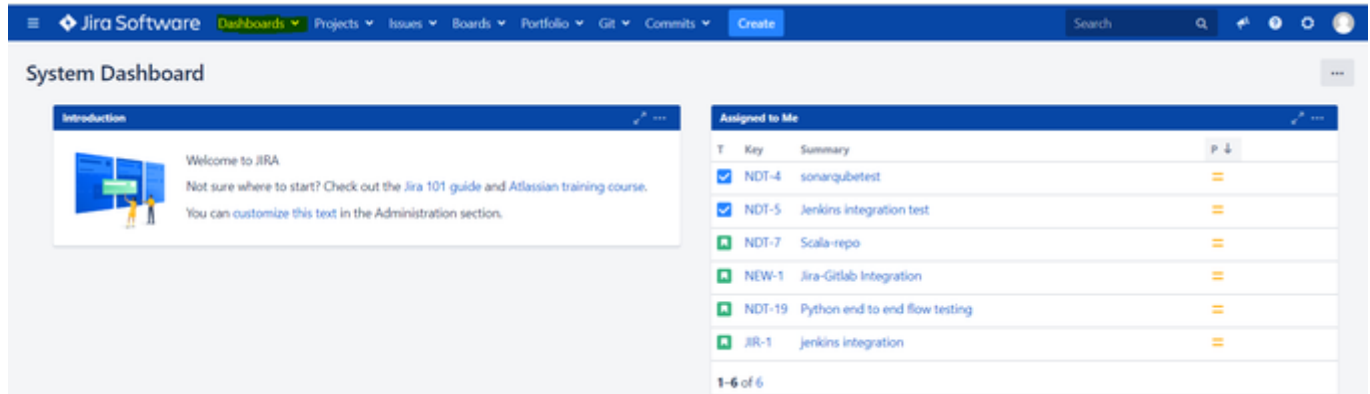 Jira Software Dashboards Projects Issues Boards Portfolio Git Commits Create Search
System Dashboard
Introduction
Welcome to JIRA
Not sure where to start? Check out the Jira 101 guide and Atlassian training course.
You can customize this text in the Administration section.
Assigned to Me
T Key Summary P
NDT-4 sonarqubetest
NDT-5 Jenkins integration test
NDT-7 Scala-repo
NEW-1 Jira-Gitlab Integration
NDT-19 Python end to end flow testing
JIR-1 jenkins integration
1-6 of 6